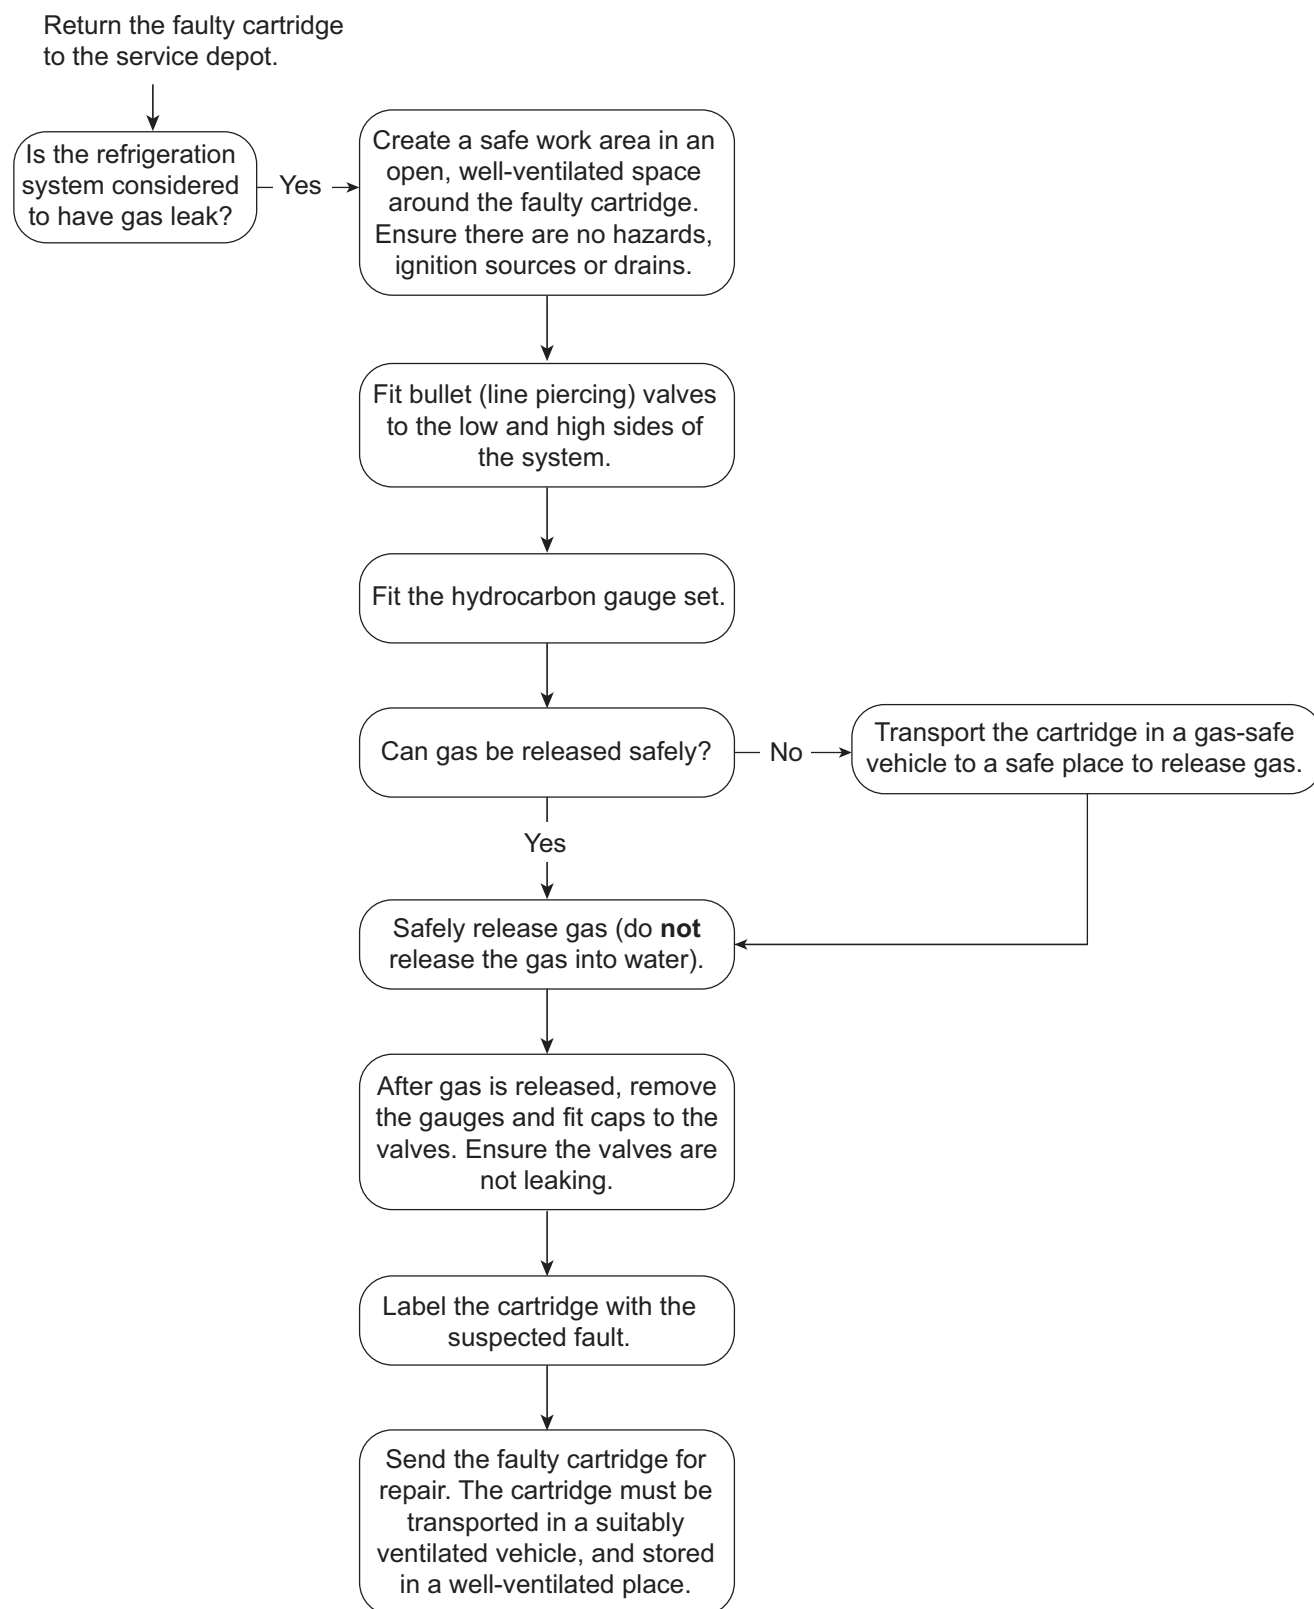 Return the faulty cartridge
to the service depot.
Is the refrigeration
system considered
to have gas leak?
Yes
Create a safe work area in an
open, well-ventilated space
around the faulty cartridge.
Ensure there are no hazards,
ignition sources or drains.
Fit bullet (line piercing) valves
to the low and high sides of
the system.
Fit the hydrocarbon gauge set.
Can gas be released safely?
No
Transport the cartridge in a gas-safe
vehicle to a safe place to release gas.
Yes
Safely release gas (do not
release the gas into water).
After gas is released, remove
the gauges and fit caps to the
valves. Ensure the valves are
not leaking.
Label the cartridge with the
suspected fault.
Send the faulty cartridge for
repair. The cartridge must be
transported in a suitably
ventilated vehicle, and stored
in a well-ventilated place.